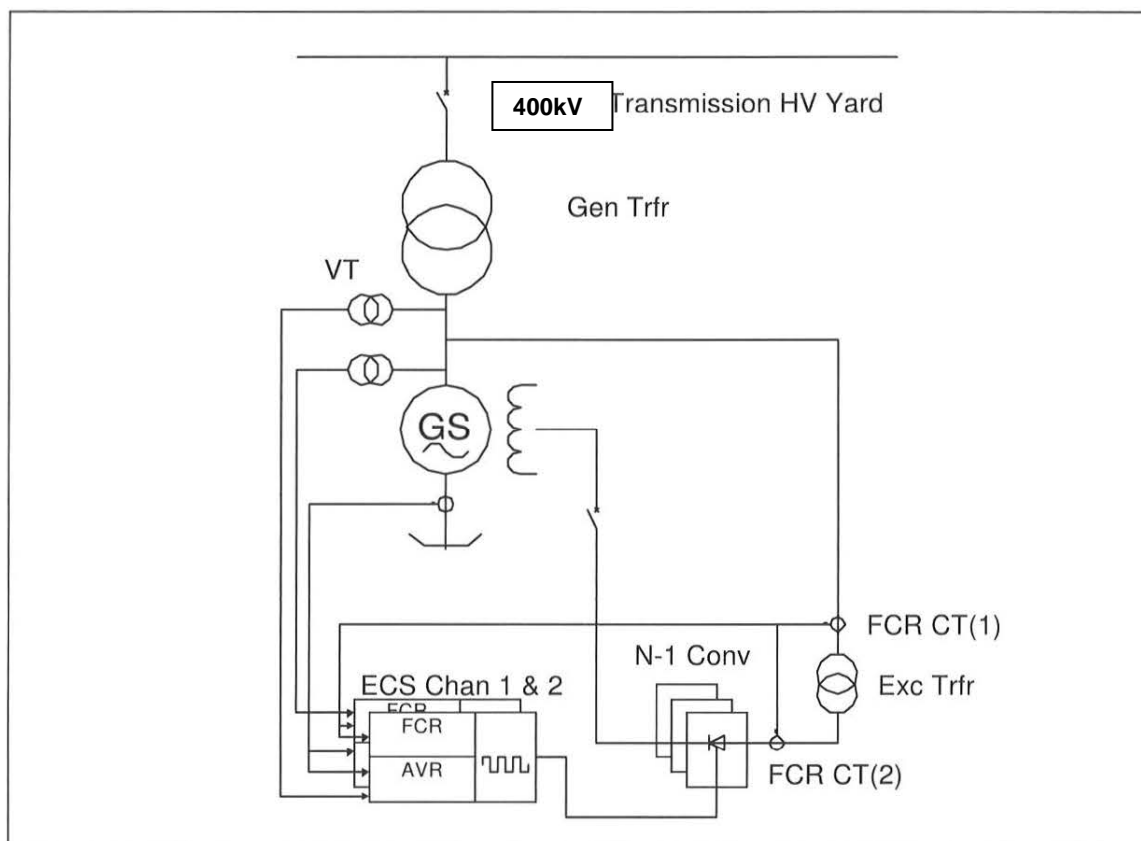 400kV Transmission HV Yard
Gen Trfr
VT
GS
FCR CT(1)
N-1 Conv
Exc Trfr
ECS Chan 1 & 2
FCR
FCR
AVR
FCR CT(2)